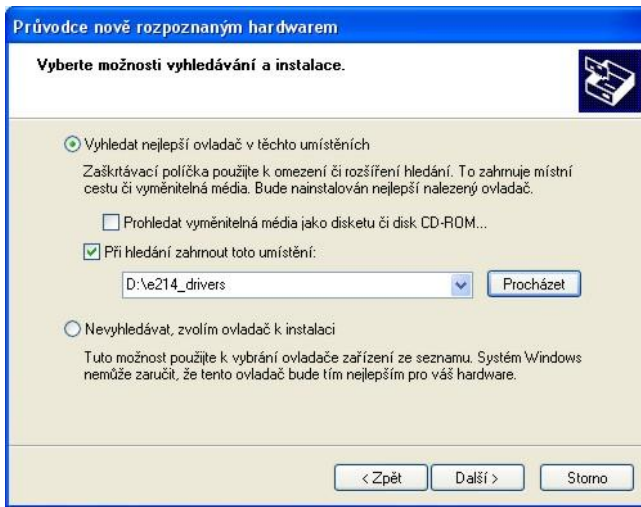 Průvodce nově rozpoznaným hardwarem
Vyberte možnosti vyhledávání a instalace.
Vyhledat nejlepší ovladač v těchto umístěních
Zaškrtávací políčka použijte k omezení či rozšíření hledání. To zahrnuje místní
cestu či vyměnitelná média. Bude nainstalován nejlepší nalezený ovladač.
Prohledat vyměnitelná média jako disketu či disk CD-ROM...
Při hledání zahrnout toto umístění:
D:\e214_drivers
Procházet
Nevyhledávat, zvolím ovladač k instalaci
Tuto možnost použijte k vybrání ovladače zařízení ze seznamu. Systém Windows
nemůže zaručit, že tento ovladač bude tím nejlepším pro váš hardware.
< Zpět Další > Storno